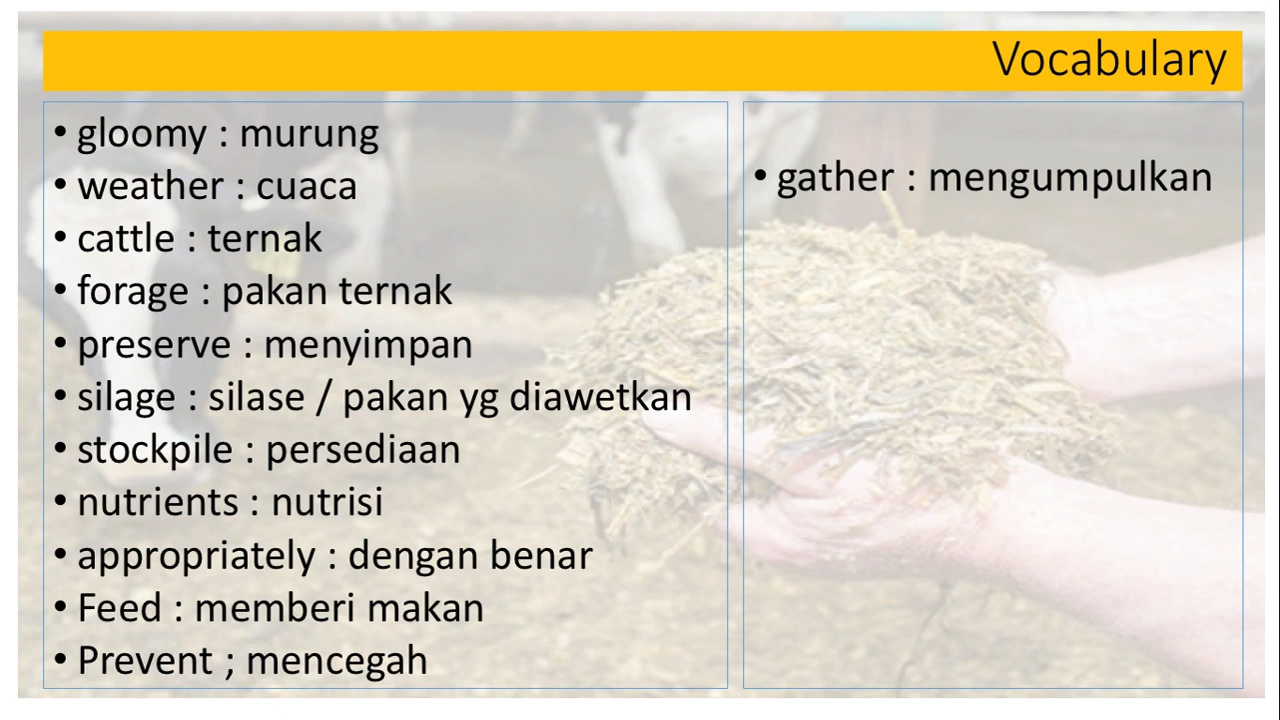 Vocabulary
• gloomy : murung
• weather : cuaca
• cattle : ternak
• forage : pakan ternak
• preserve : menyimpan
• silage : silase / pakan yg diawetkan
• stockpile : persediaan
• nutrients : nutrisi
• appropriately : dengan benar
• Feed : memberi makan
• Prevent ; mencegah
• gather : mengumpulkan